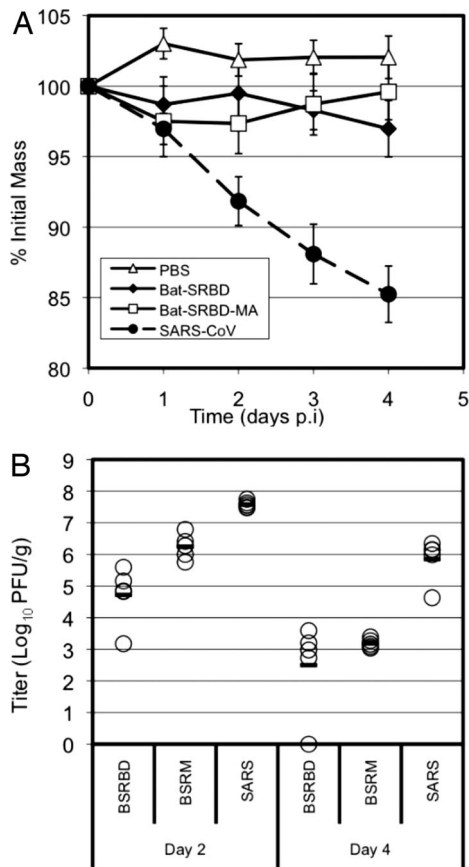 A
105
100
95
90
85
80
% Initial Mass
PBS
Bat-SRBD
Bat-SRBD-MA
SARS-CoV
0 1 2 3 4 5
Time (days p.i)
B
9
8
7
6
5
4
3
2
1
0
Titer (Log10 PFU/g)
BSRBD
BSRM
SARS
BSRBD
BSRM
SARS
Day 2
Day 4